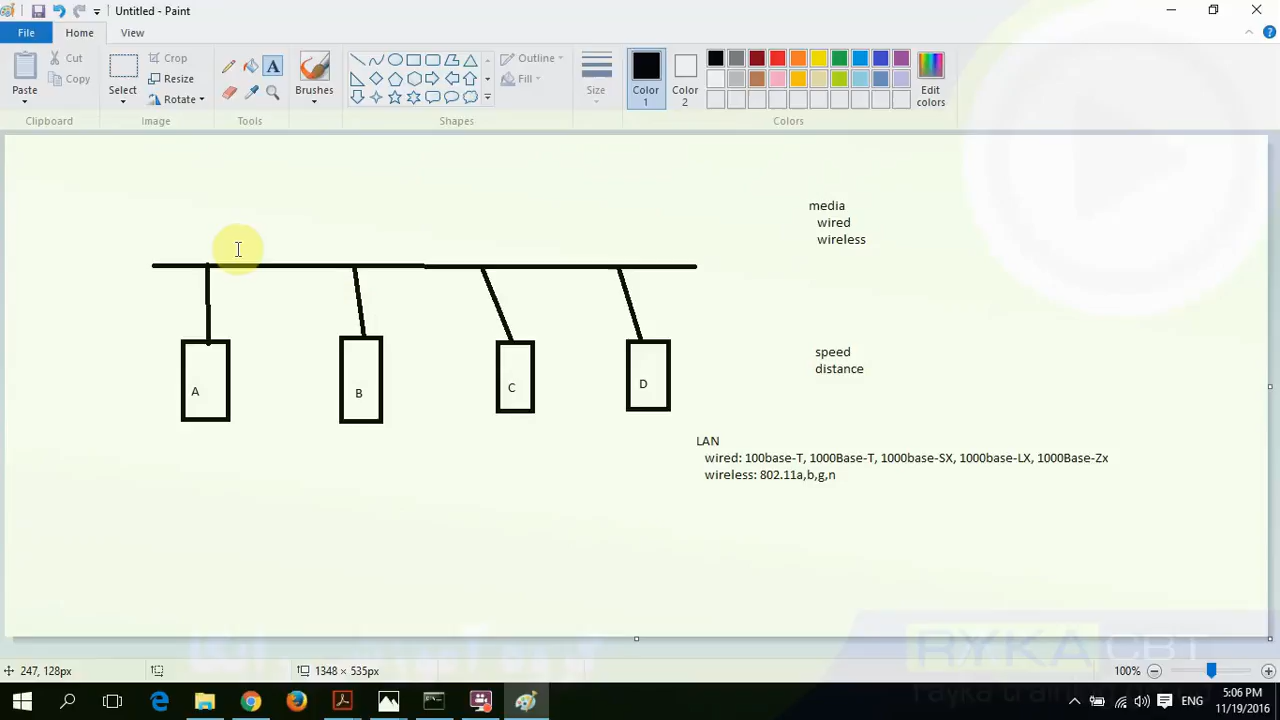 Untitled - Paint
File
Home
View
Paste
Cut
Copy
Clipboard
Select
Crop
Resize
Rotate
Image
A
Tools
Brushes
Shapes
Outline
Fill
Size
Color
1
Color
2
Edit
colors
Colors
media
wired
wireless
A
B
C
D
speed
distance
LAN
wired: 100base-T, 1000Base-T, 1000base-SX, 1000base-LX, 1000Base-Zx
wireless: 802.11a,b,g,n
RYKA CBT
247, 128px
1348 × 535px
100%
ENG
5:06 PM
11/19/2016